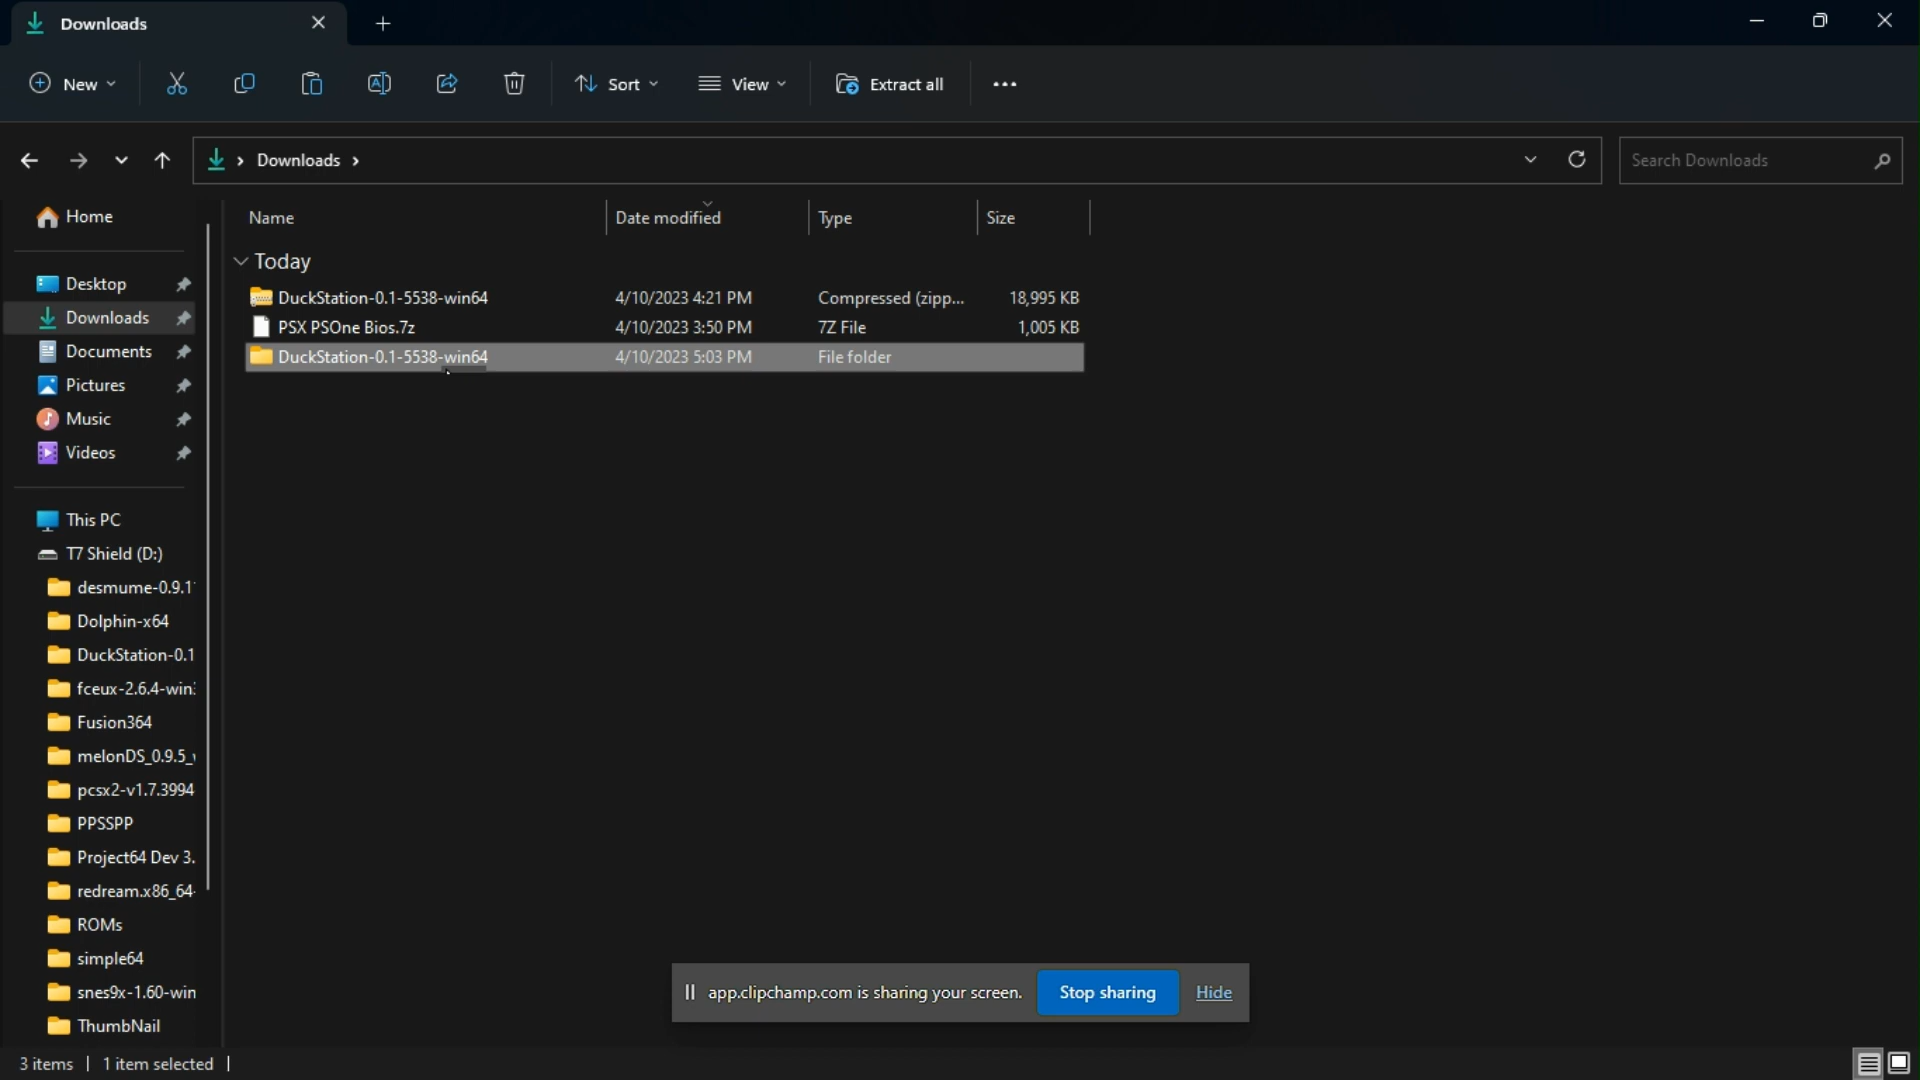 Downloads
New
Sort
View
Extract all
Downloads
Search Downloads
Home
Desktop
Downloads
Documents
Pictures
Music
Videos
This PC
T7 Shield (D:)
desmume-0.9.1
Dolphin-x64
DuckStation-0.1
fceux-2.6.4-win
Fusion364
melonDS_0.9.5_
pcsx2-v1.7.3994
PPSSPP
Project64 Dev 3.
redream.x86_64-
ROMs
simple64
snes9x-1.60-win
ThumbNail
Name Date modified Type Size
Today
DuckStation-0.1-5538-win64 4/10/2023 4:21 PM Compressed (zipp... 18,995 KB
PSX PSOne Bios.7z 4/10/2023 3:50 PM 7Z File 1,005 KB
DuckStation-0.1-5538-win64 4/10/2023 5:03 PM File folder
app.clipchamp.com is sharing your screen. Stop sharing Hide
3 items 1 item selected